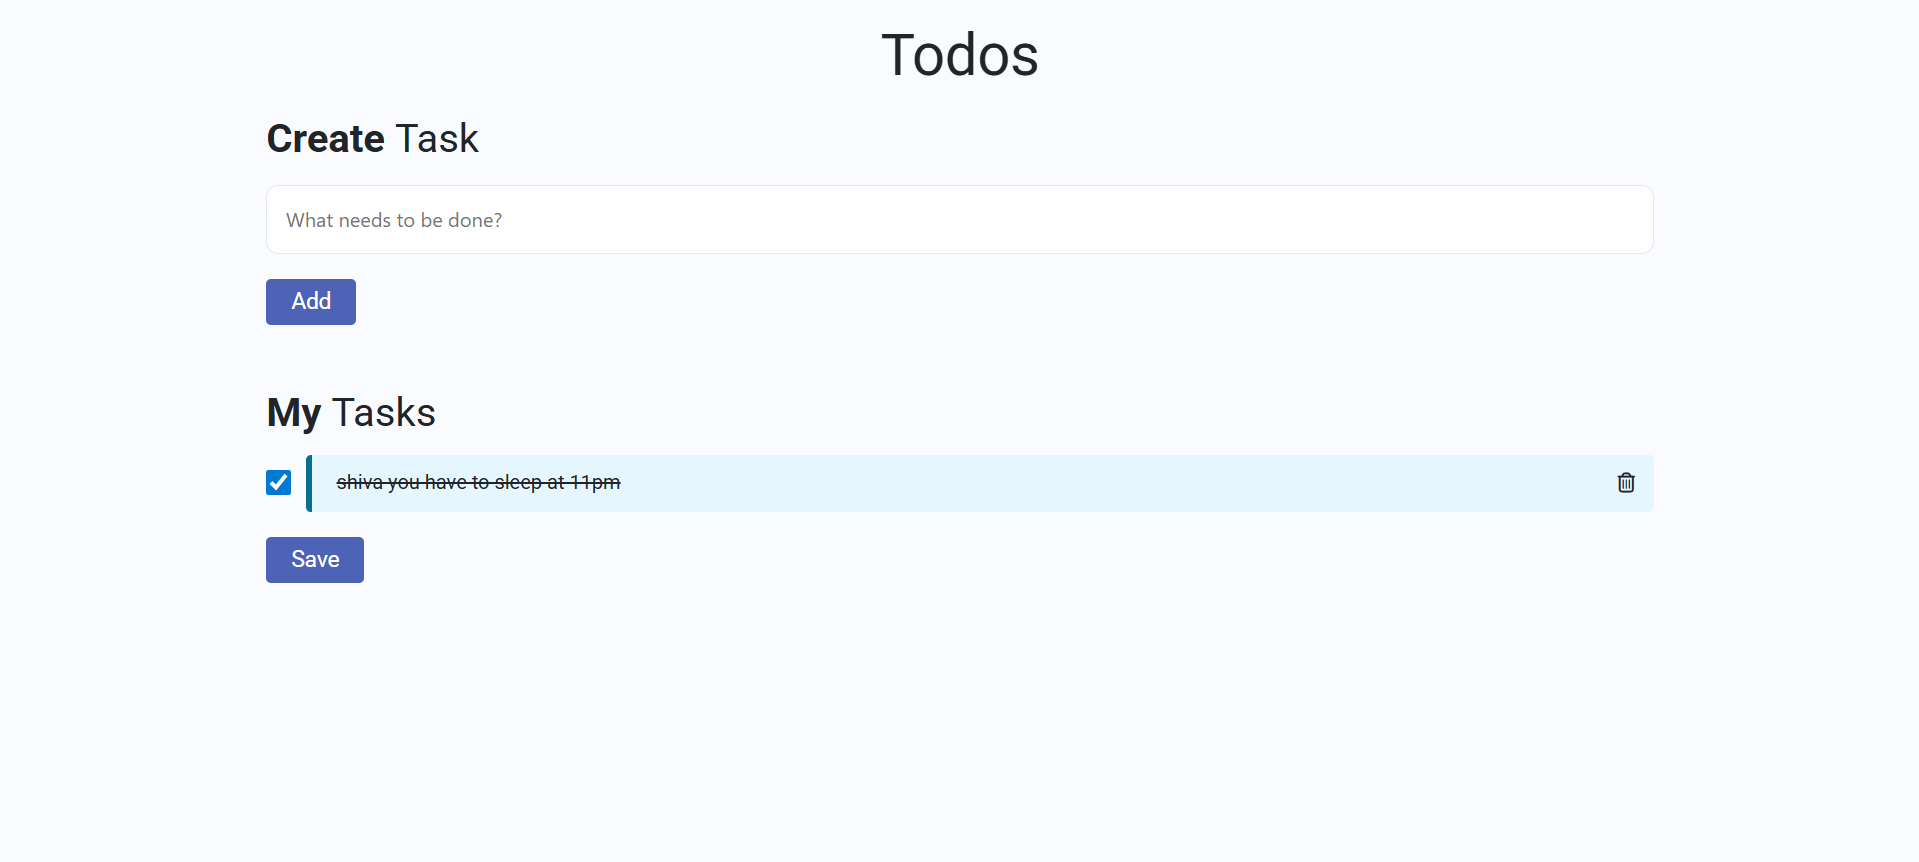 Todos
Create Task
What needs to be done?
Add
My Tasks
shiva you have to sleep at 11pm
Save